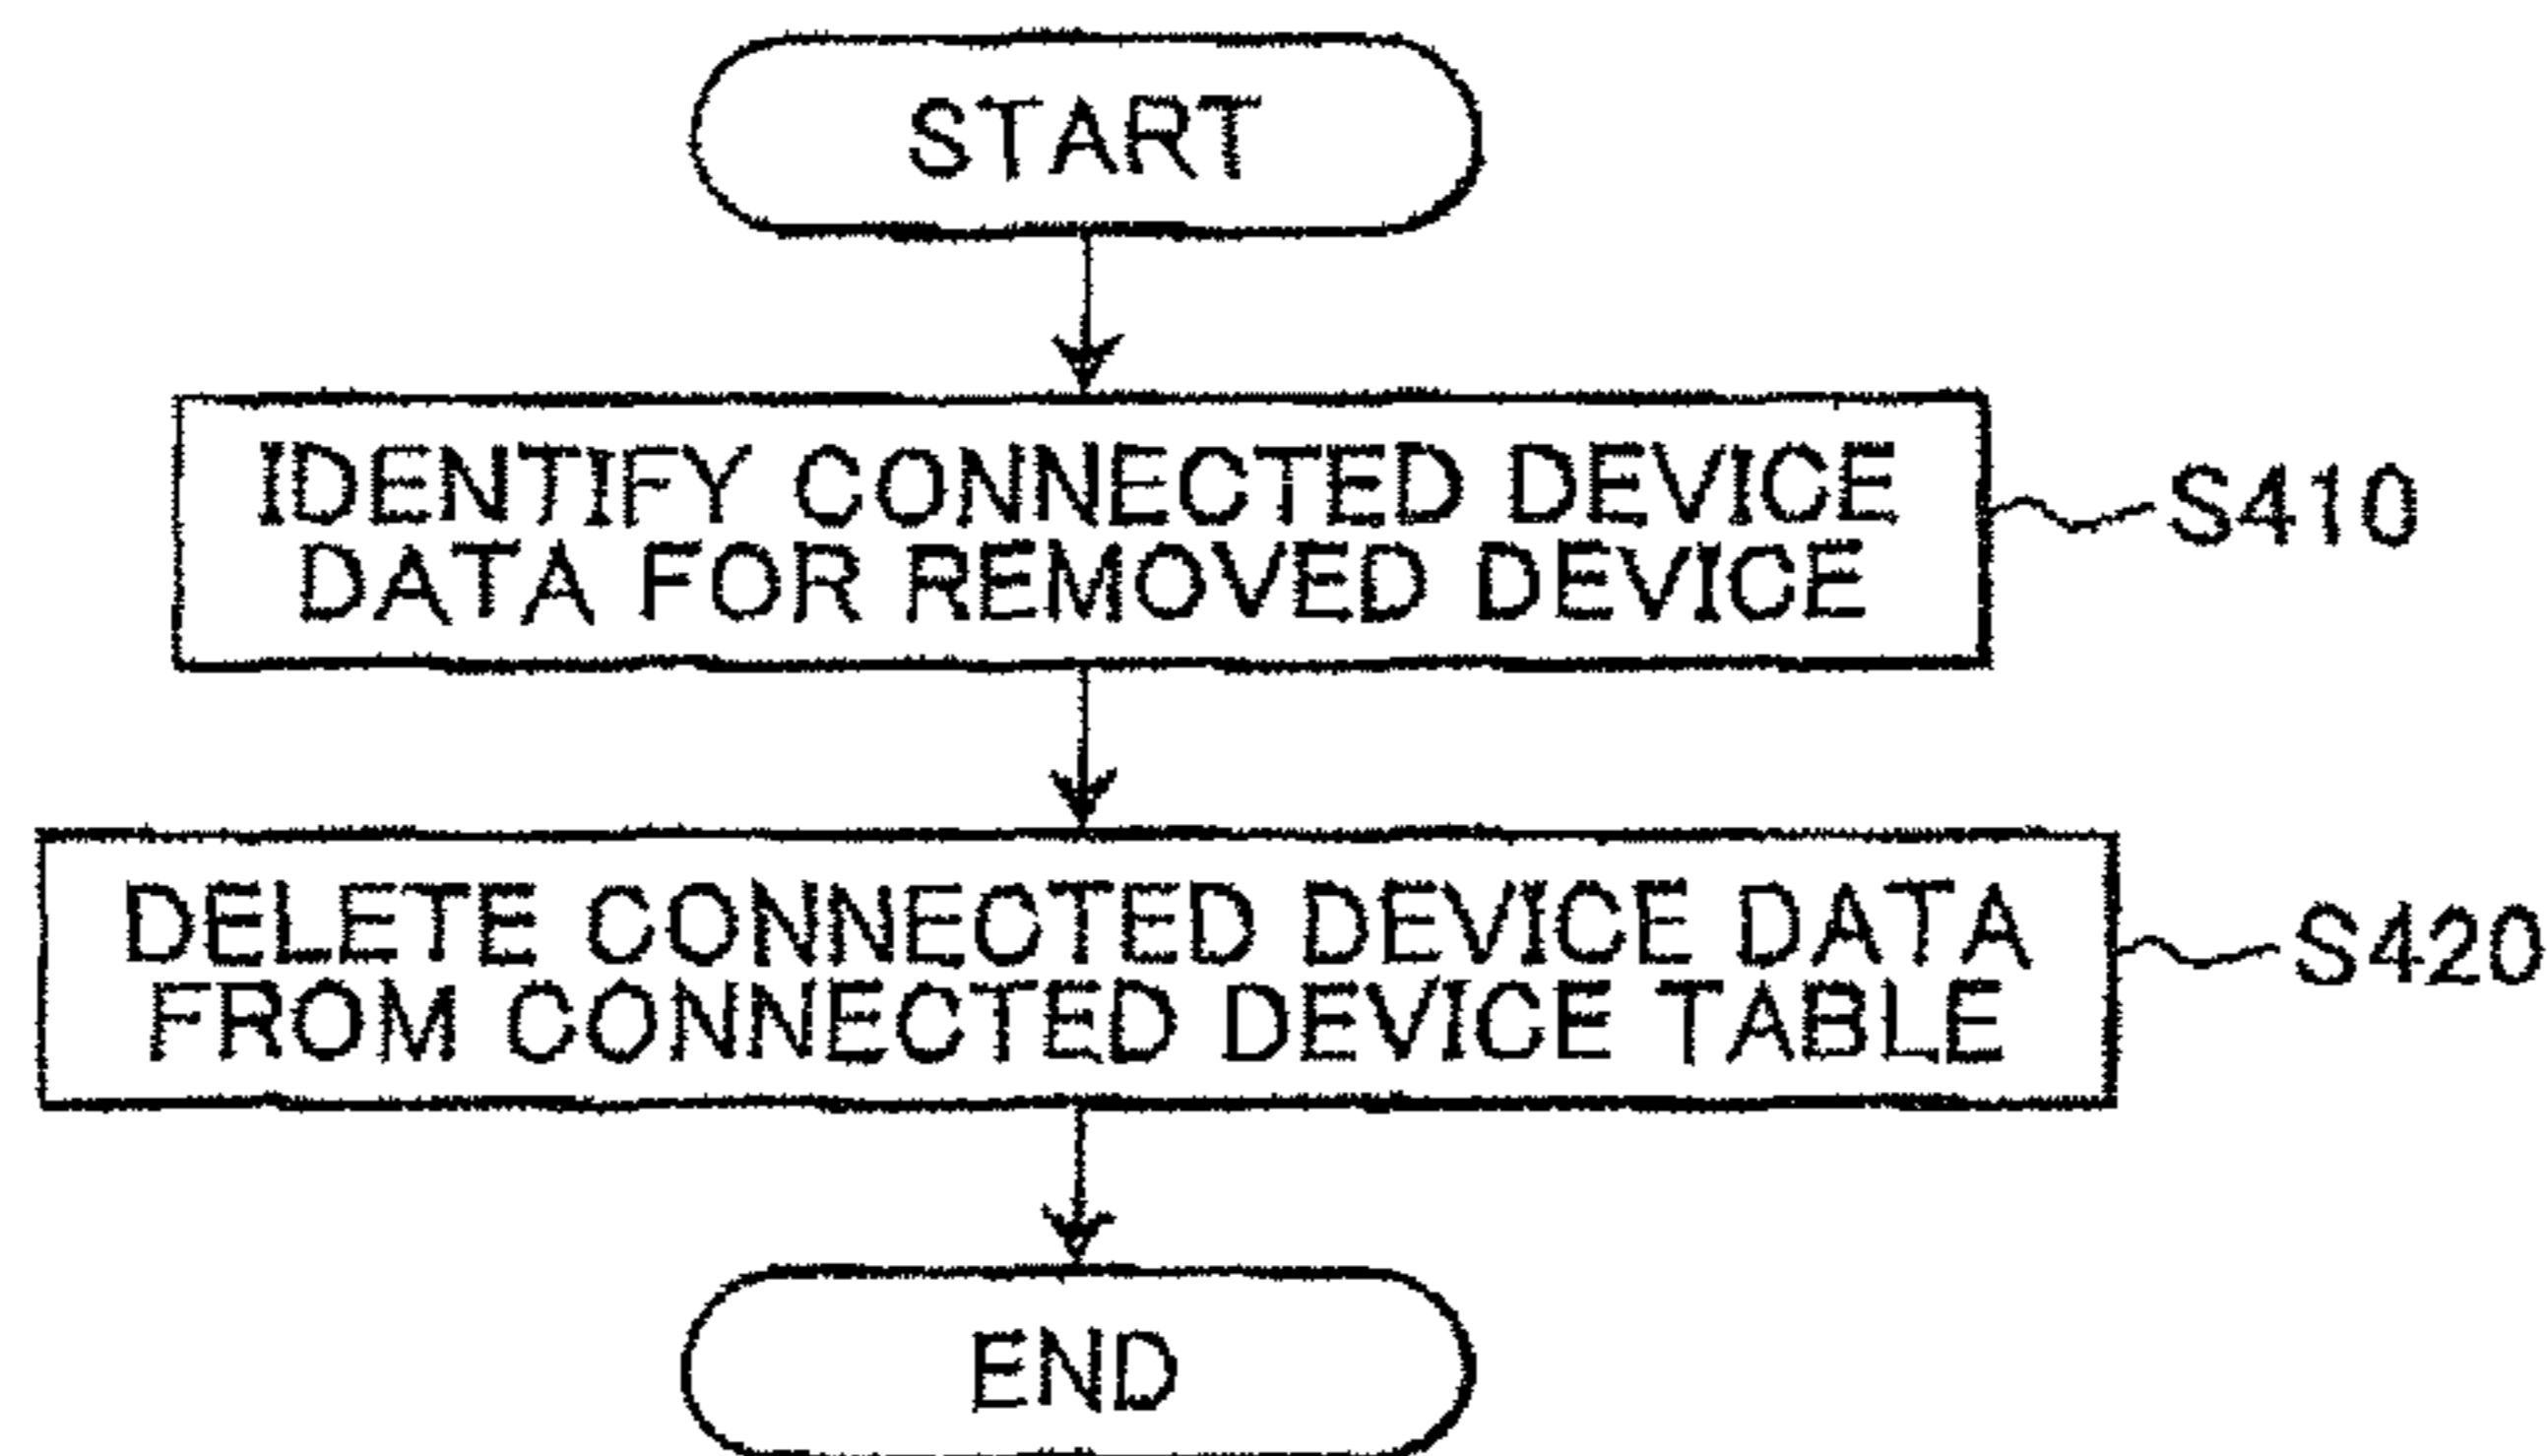 START
IDENTIFY CONNECTED DEVICE
DATA FOR REMOVED DEVICE
S410
DELETE CONNECTED DEVICE DATA
FROM CONNECTED DEVICE TABLE
S420
END